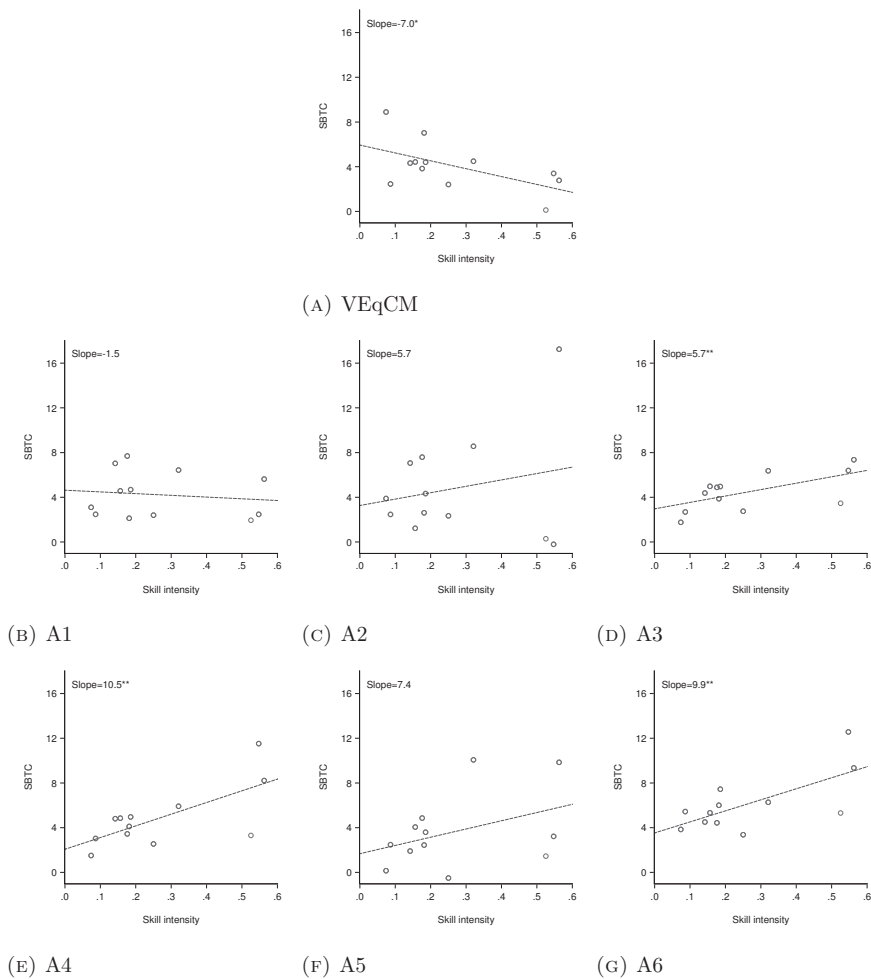 Slope=-7.0*
16
12
8
4
0
SBTC
.0 .1 .2 .3 .4 .5 .6
Skill intensity
(A) VEqCM
Slope=-1.5
16
12
8
4
0
SBTC
.0 .1 .2 .3 .4 .5 .6
Skill intensity
(B) A1
Slope=5.7
16
12
8
4
0
SBTC
.0 .1 .2 .3 .4 .5 .6
Skill intensity
(C) A2
Slope=5.7**
16
12
8
4
0
SBTC
.0 .1 .2 .3 .4 .5 .6
Skill intensity
(D) A3
Slope=10.5**
16
12
8
4
0
SBTC
.0 .1 .2 .3 .4 .5 .6
Skill intensity
(E) A4
Slope=7.4
16
12
8
4
0
SBTC
.0 .1 .2 .3 .4 .5 .6
Skill intensity
(F) A5
Slope=9.9**
16
12
8
4
0
SBTC
.0 .1 .2 .3 .4 .5 .6
Skill intensity
(G) A6